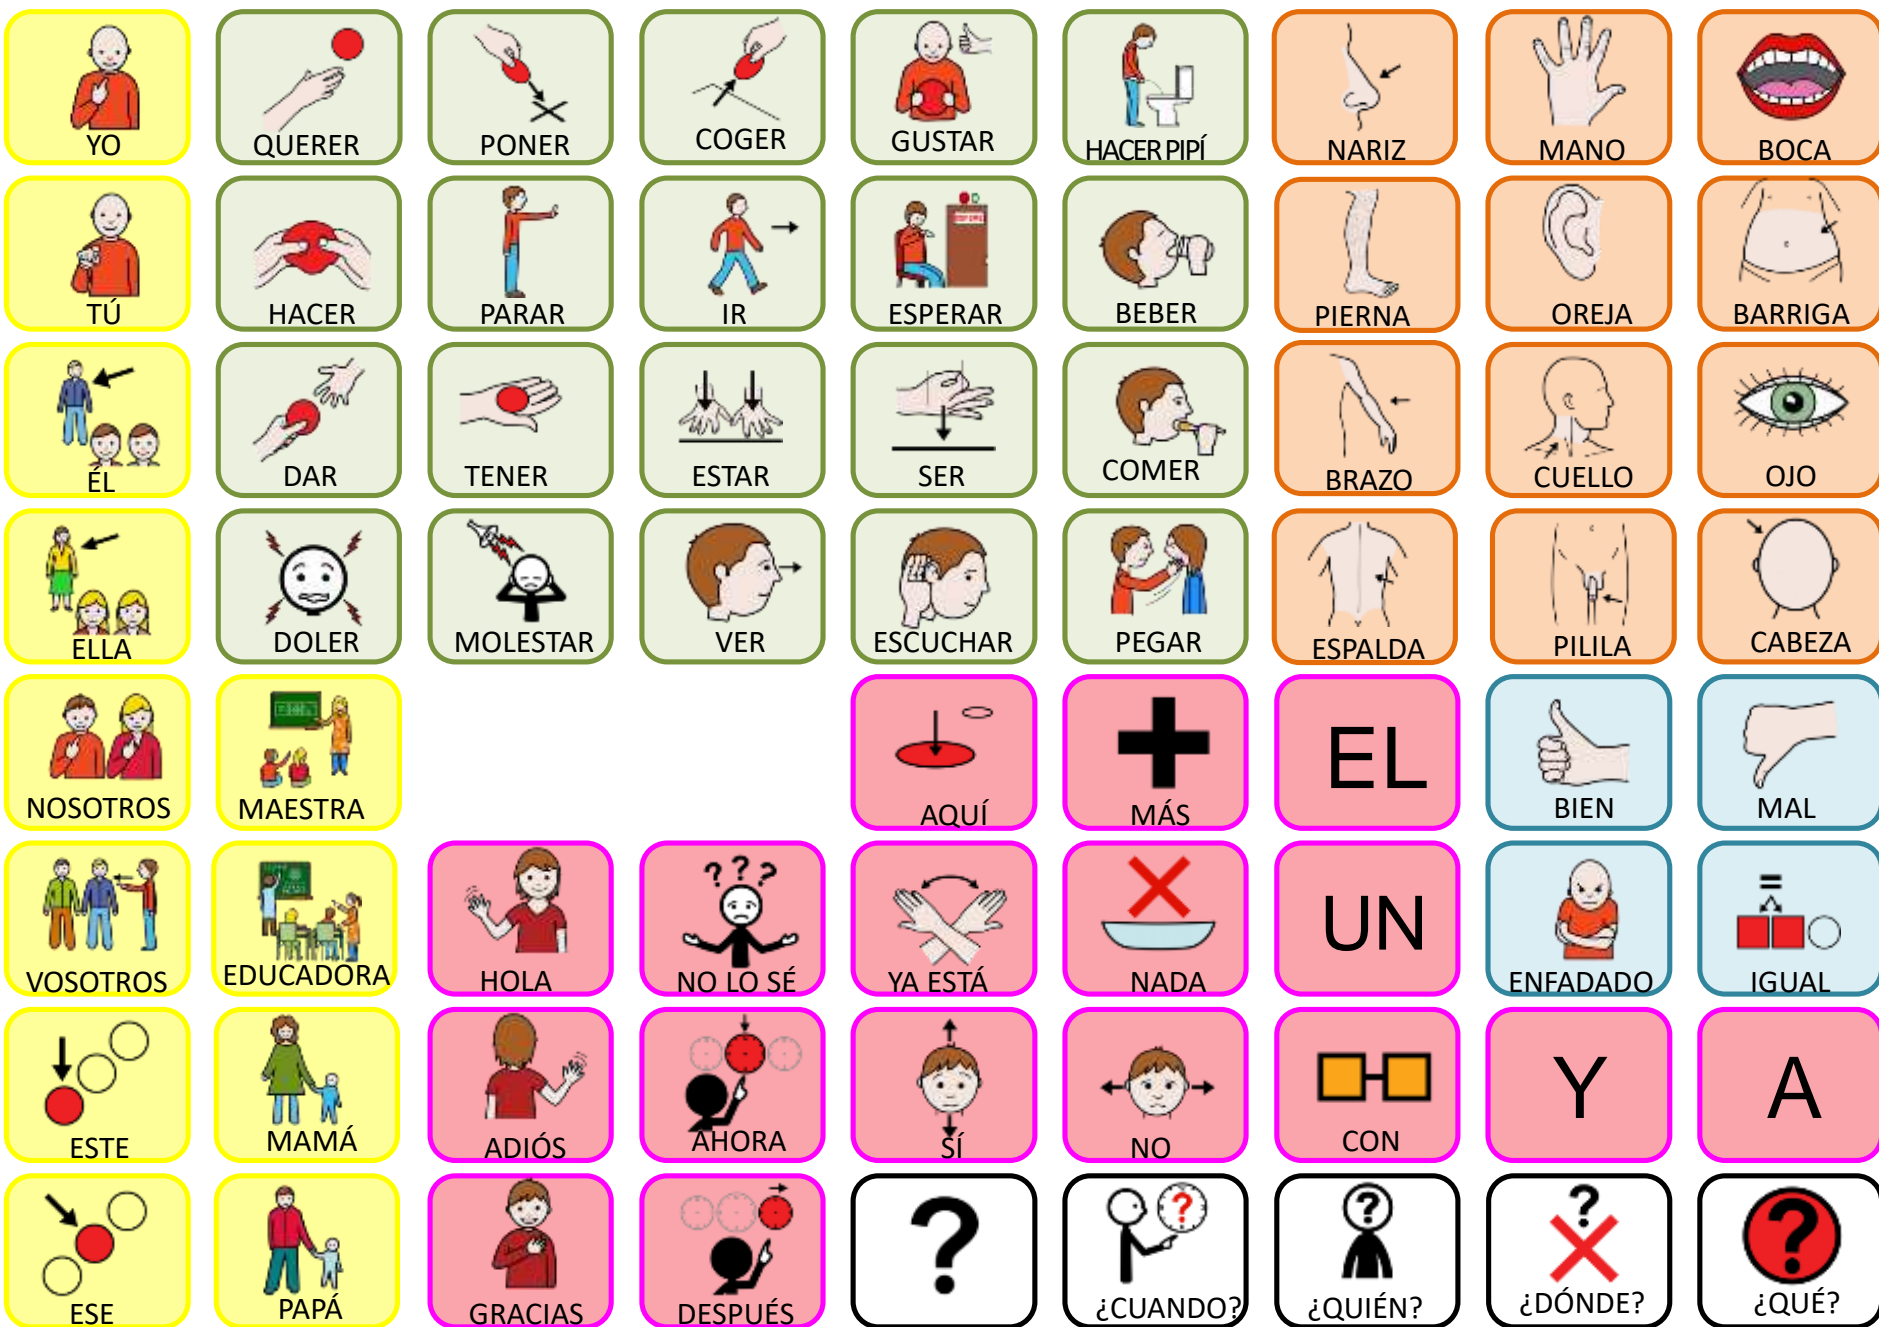 YO
QUERER
PONER
COGER
GUSTAR
HACER PIPÍ
NARIZ
MANO
BOCA
TÚ
HACER
PARAR
IR
ESPERAR
BEBER
PIERNA
OREJA
BARRIGA
ÉL
DAR
TENER
ESTAR
SER
COMER
BRAZO
CUELLO
OJO
ELLA
DOLER
MOLESTAR
VER
ESCUCHAR
PEGAR
ESPALDA
PILILA
CABEZA
NOSOTROS
MAESTRA
AQUÍ
MÁS
EL
BIEN
MAL
VOSOTROS
EDUCADORA
HOLA
? ? ?
NO LO SÉ
YA ESTÁ
NADA
UN
ENFADADO
=
IGUAL
ESTE
MAMÁ
ADIÓS
AHORA
SÍ
NO
CON
Y
A
ESE
PAPÁ
GRACIAS
DESPUÉS
?
?
¿CUANDO?
?
¿QUIÉN?
?
¿DÓNDE?
?
¿QUÉ?